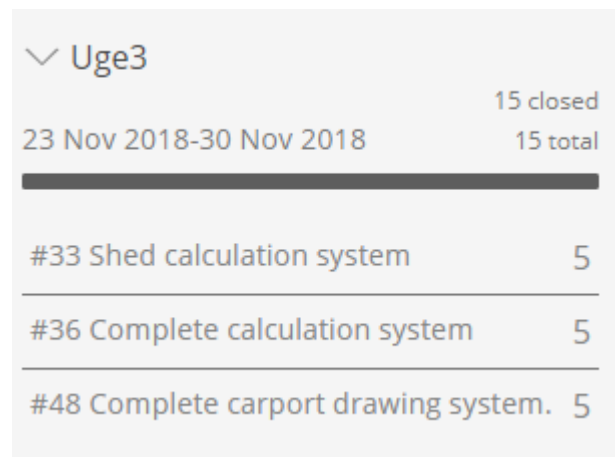 Uge3
15 closed
23 Nov 2018-30 Nov 2018 15 total
#33 Shed calculation system 5
#36 Complete calculation system 5
#48 Complete carport drawing system. 5